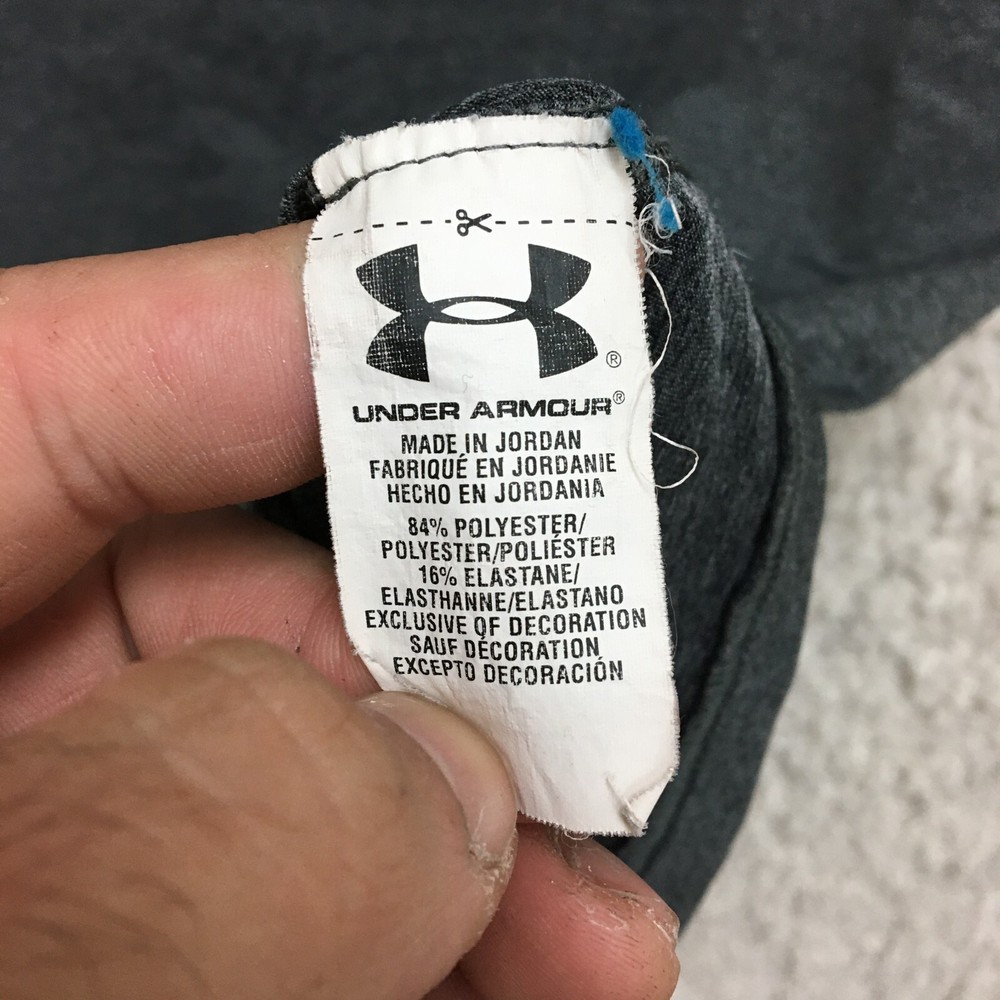 ®
UNDER ARMOUR®
MADE IN JORDAN
FABRIQUÉ EN JORDANIE
HECHO EN JORDANIA
84% POLYESTER/
POLYESTER/POLIÉSTER
16% ELASTANE/
ELASTHANNE/ELASTANO
EXCLUSIVE OF DECORATION
SAUF DÉCORATION
EXCEPTO DECORACIÓN